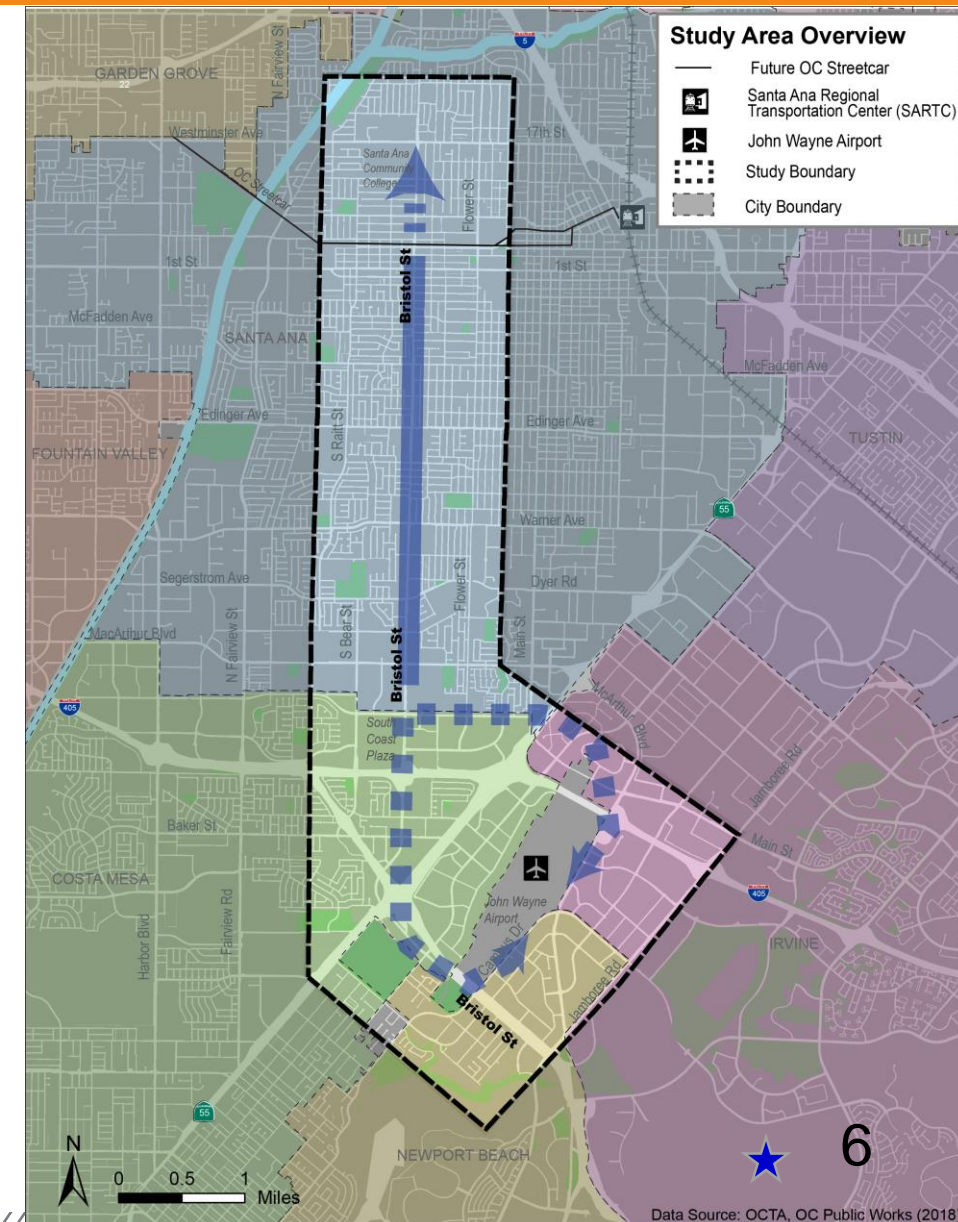 Study Area Overview
Future OC Streetcar
Santa Ana Regional
Transportation Center (SARTC)
John Wayne Airport
Study Boundary
City Boundary
5
GARDEN GROVE
22
N Fairview St
Westminster Ave
17th St
Santa Ana
Community
College
OC Streetcar
Flower St
Bristol St
1st St
1st St
McFadden Ave
SANTA ANA
McFadden Ave
Edinger Ave
S Raitt St
Edinger Ave
TUSTIN
FOUNTAIN VALLEY
55
Warner Ave
Segerstrom Ave
Flower St
Dyer Rd
MacArthur Blvd
N Fairview St
S Bear St
Bristol St
Main St
405
South
Coast
Plaza
McArthur Blvd
Jamboree Rd
Baker St
Main St
COSTA MESA
405
Harbor Blvd
Fairview Rd
John Wayne
Airport
IRVINE
Jamboree Rd
Bristol St
55
N
0 0.5 1
Miles
NEWPORT BEACH
6
Data Source: OCTA, OC Public Works (2018)